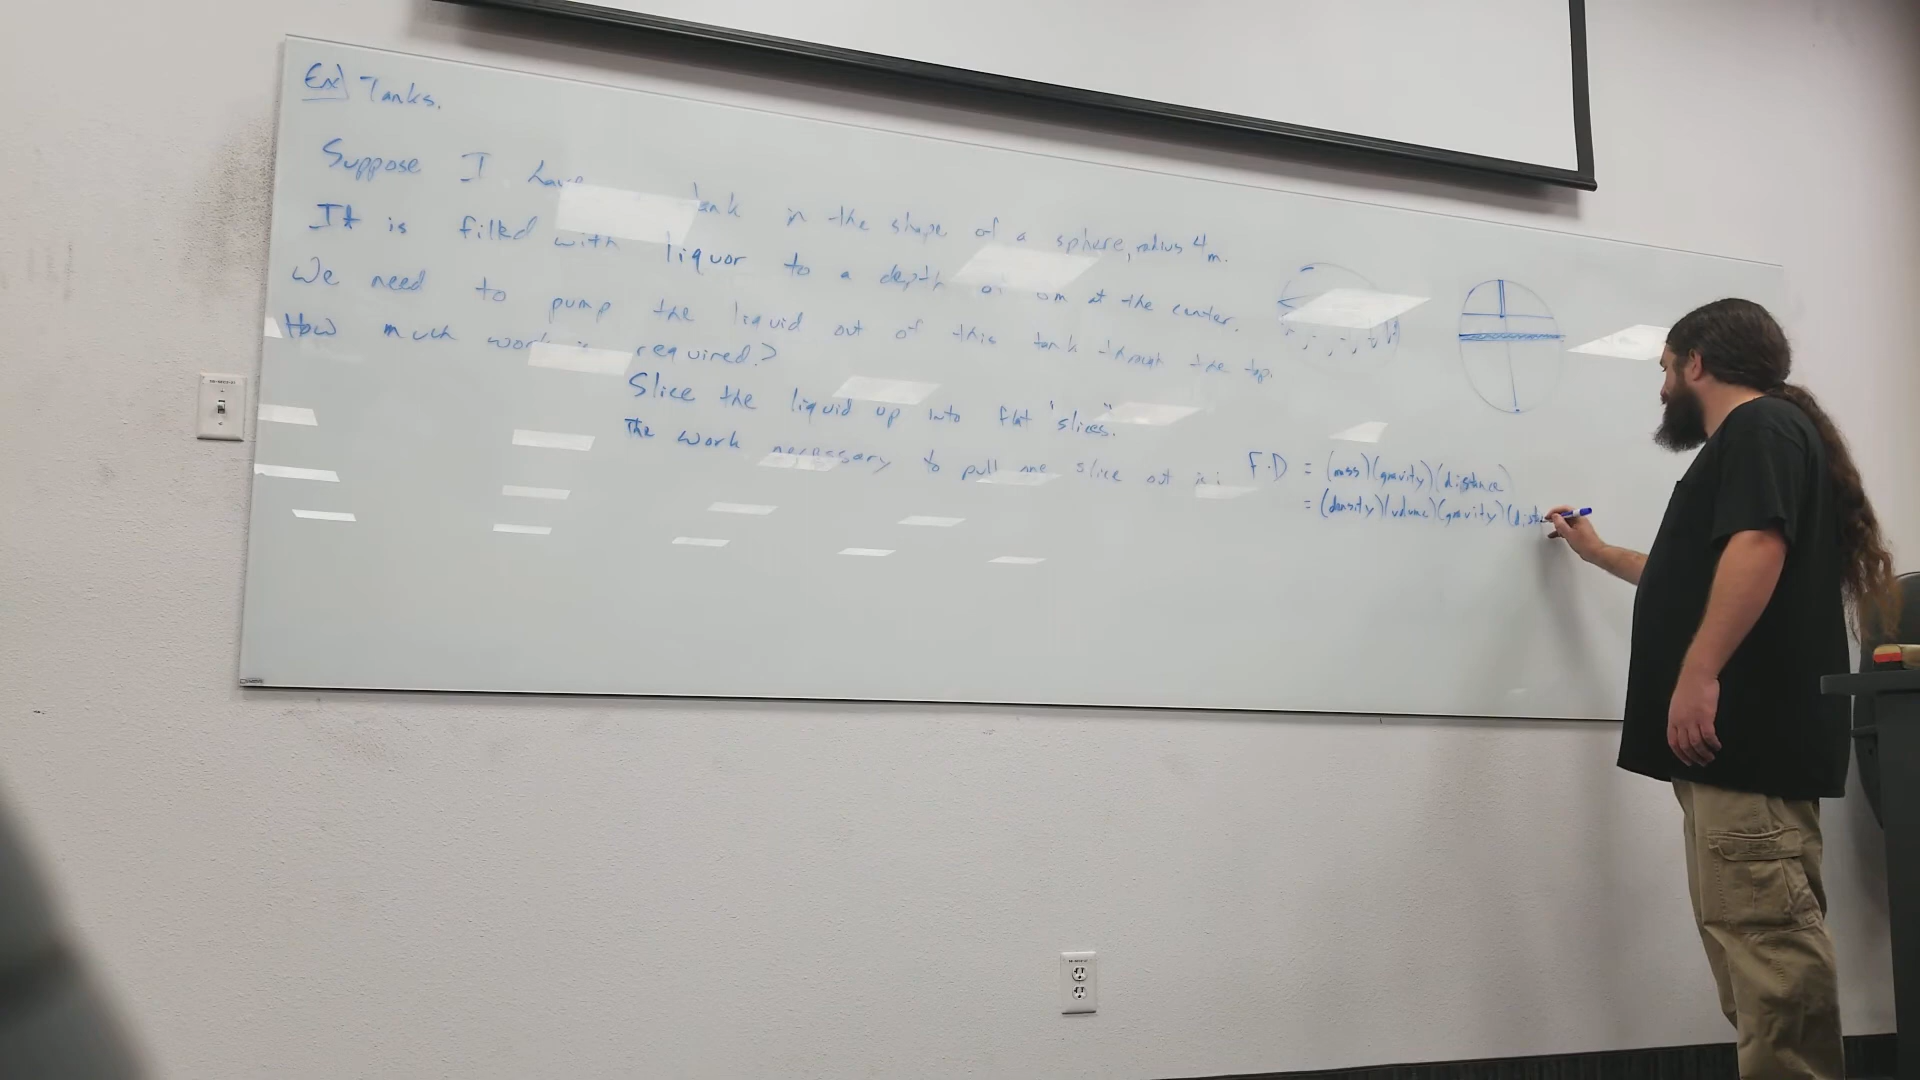 Ex) Tanks.
Suppose I have tank in the shape of a sphere, radius 4 m.
It is filled with liquor to a depth at the center.
We need to pump the liquid out of this tank through the top.
How much work is required?
Slice the liquid up into flat "slices."
The work necessary to pull one slice out is: F·D = (mass)(gravity)(distance)
= (density)(volume)(gravity)(dista